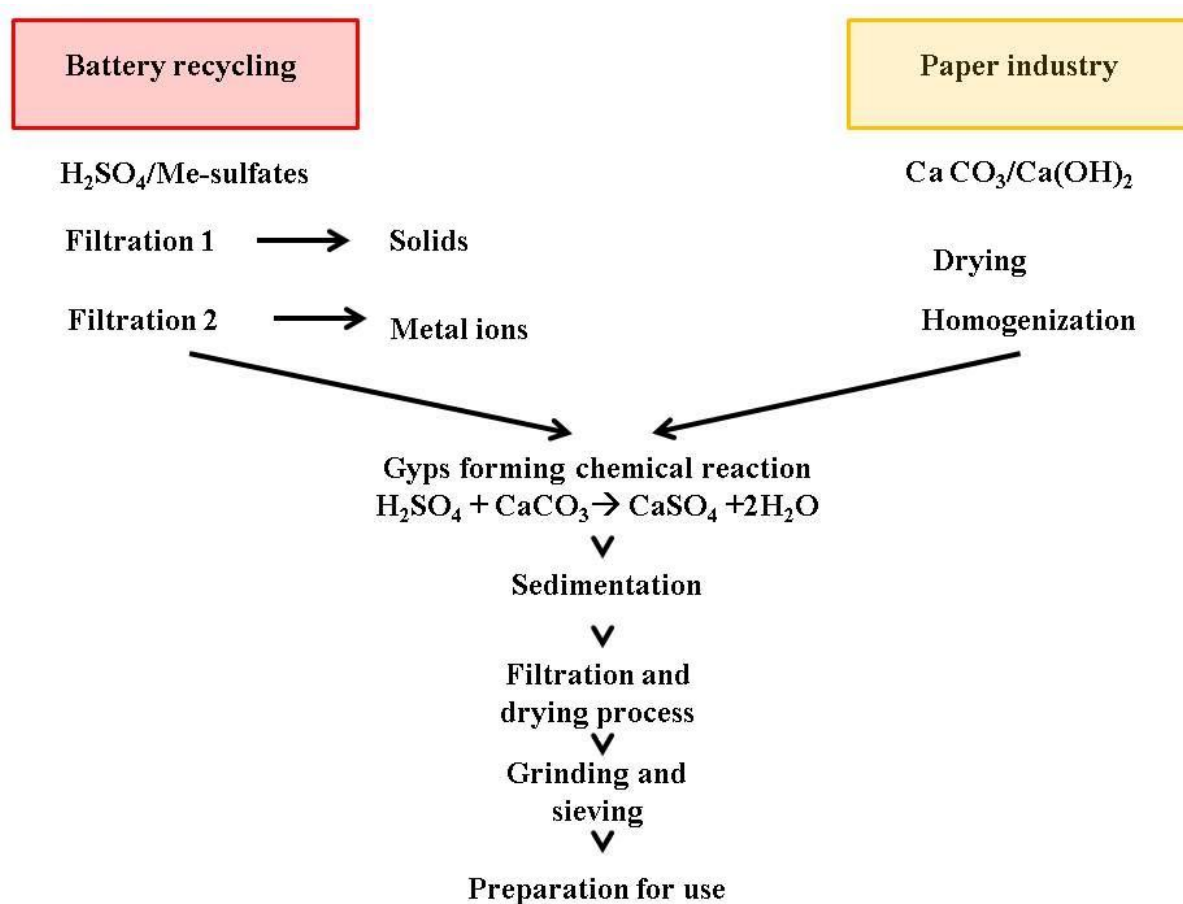 Battery recycling
Paper industry
H₂SO₄/Me-sulfates
Ca CO₃/Ca(OH)₂
Filtration 1
Solids
Drying
Filtration 2
Metal ions
Homogenization
Gyps forming chemical reaction
H₂SO₄ + CaCO₃→ CaSO₄ +2H₂O
Sedimentation
Filtration and
drying process
Grinding and
sieving
Preparation for use